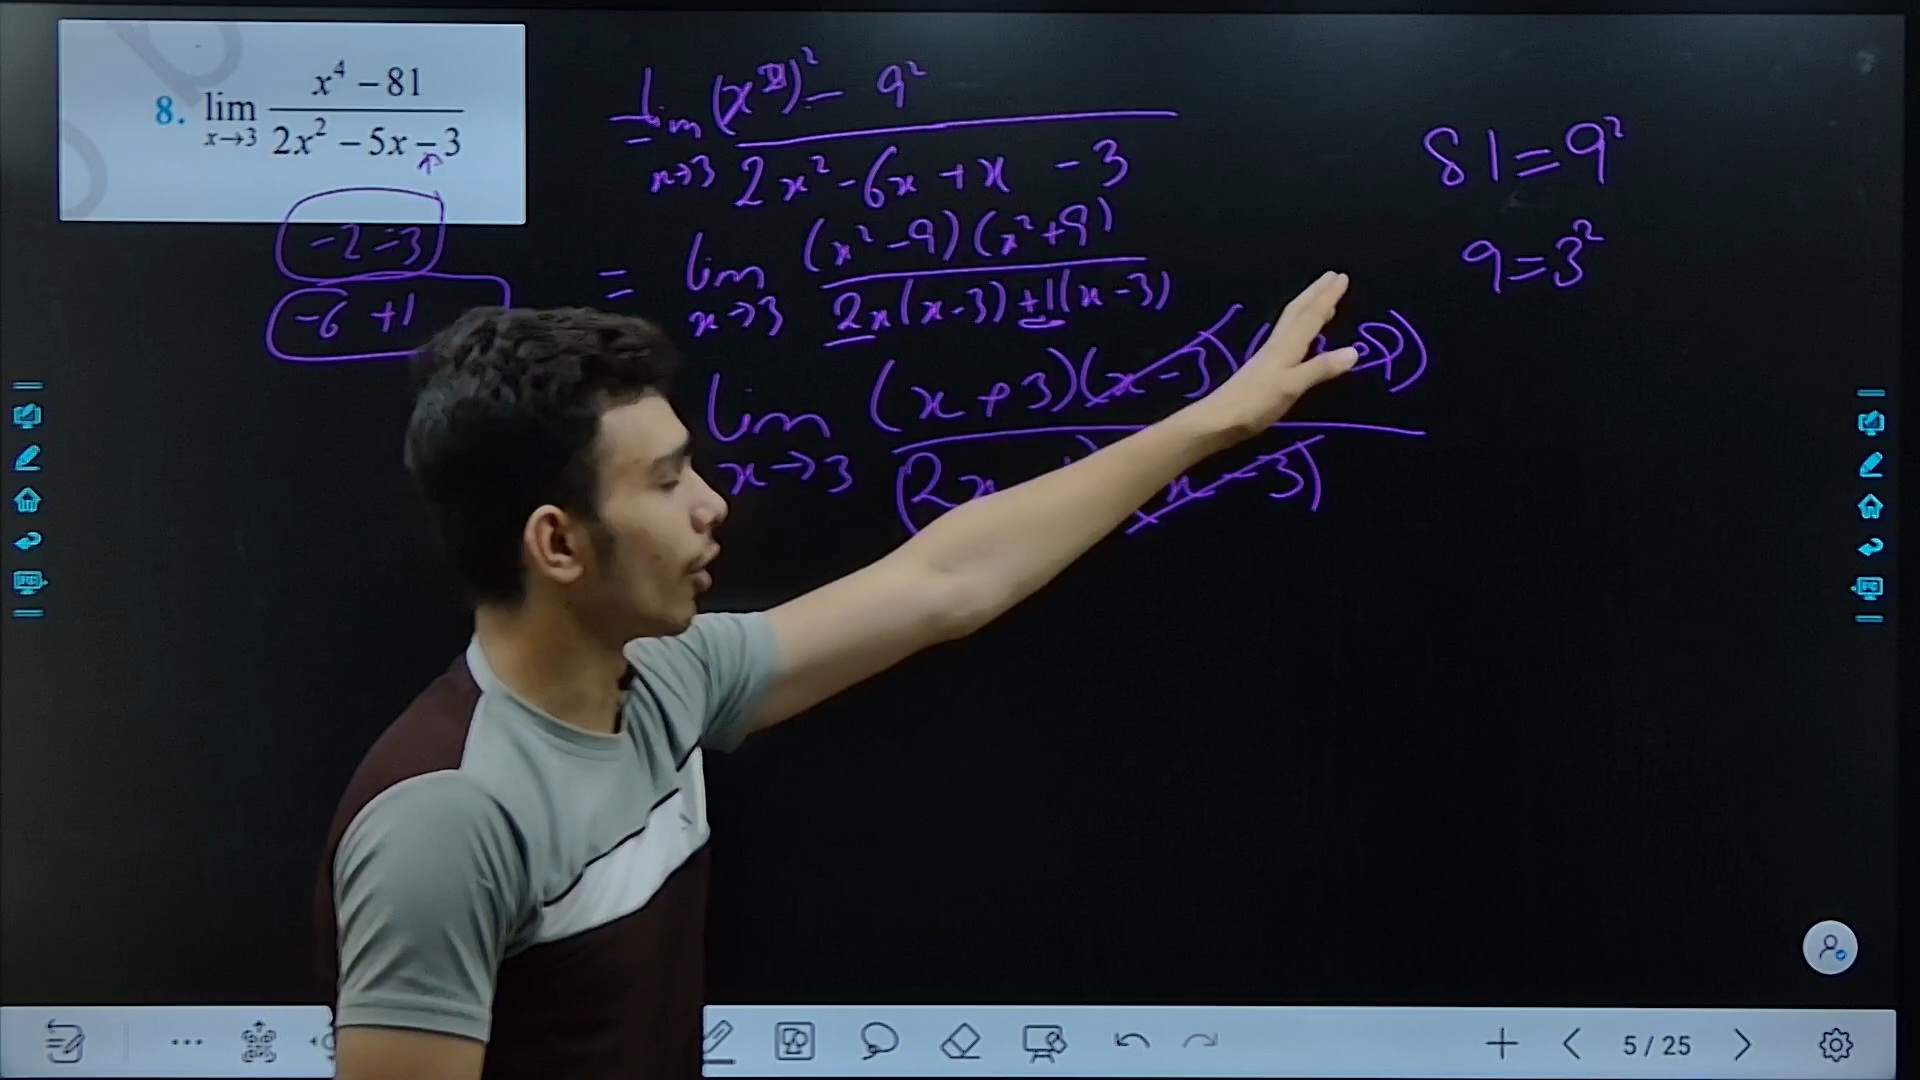 8. lim x→3 x⁴ – 81 / 2x² – 5x – 3
-2 = 3
-6 +1
lim x→3 (x²)² - 9² / 2x² - 6x + x - 3
= lim x→3 (x² - 9) (x² + 9) / 2x(x - 3) + 1(x - 3)
lim x→3 (x + 3)(x - 3) / (2x x - 3)
81 = 9²
9 = 3²
5 / 25